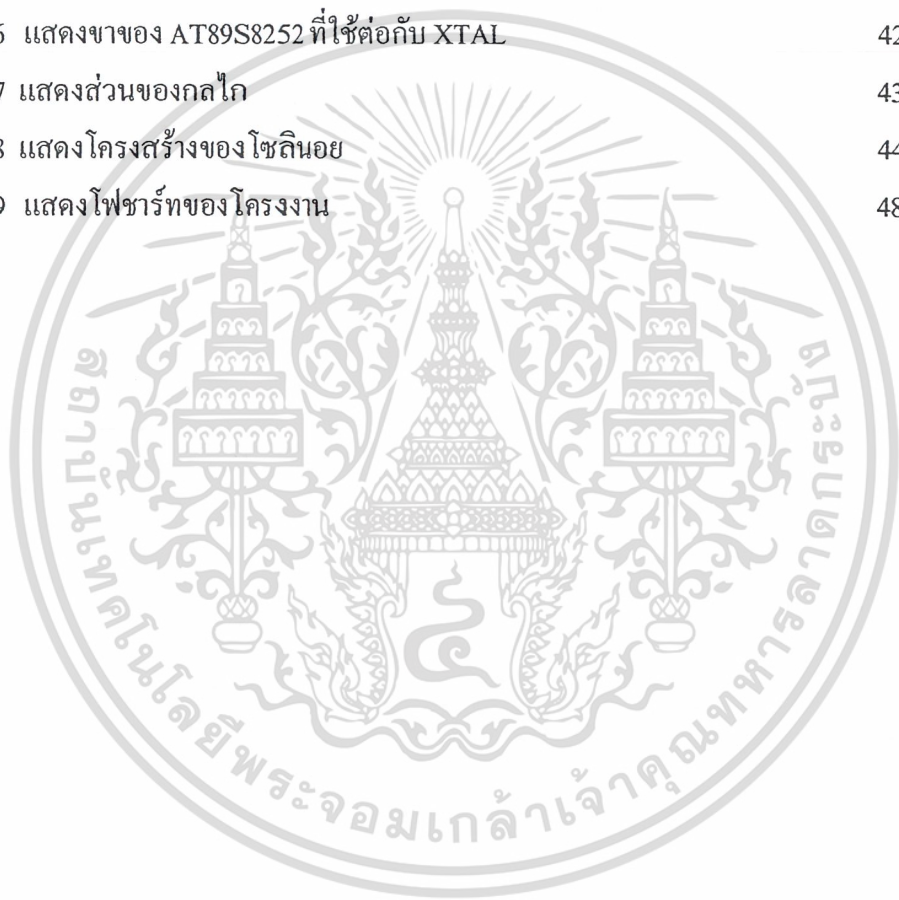 6 แสดงขาของ AT89S8252 ที่ใช้ต่อกับ XTAL 42
7 แสดงส่วนของกลไก 43
8 แสดงโครงสร้างของโซลินอย 44
9 แสดงโฟชาร์ทของโครงงาน 48
สถาบันเทคโนโลยีพระจอมเกล้าเจ้าคุณทหารลาดกระบัง